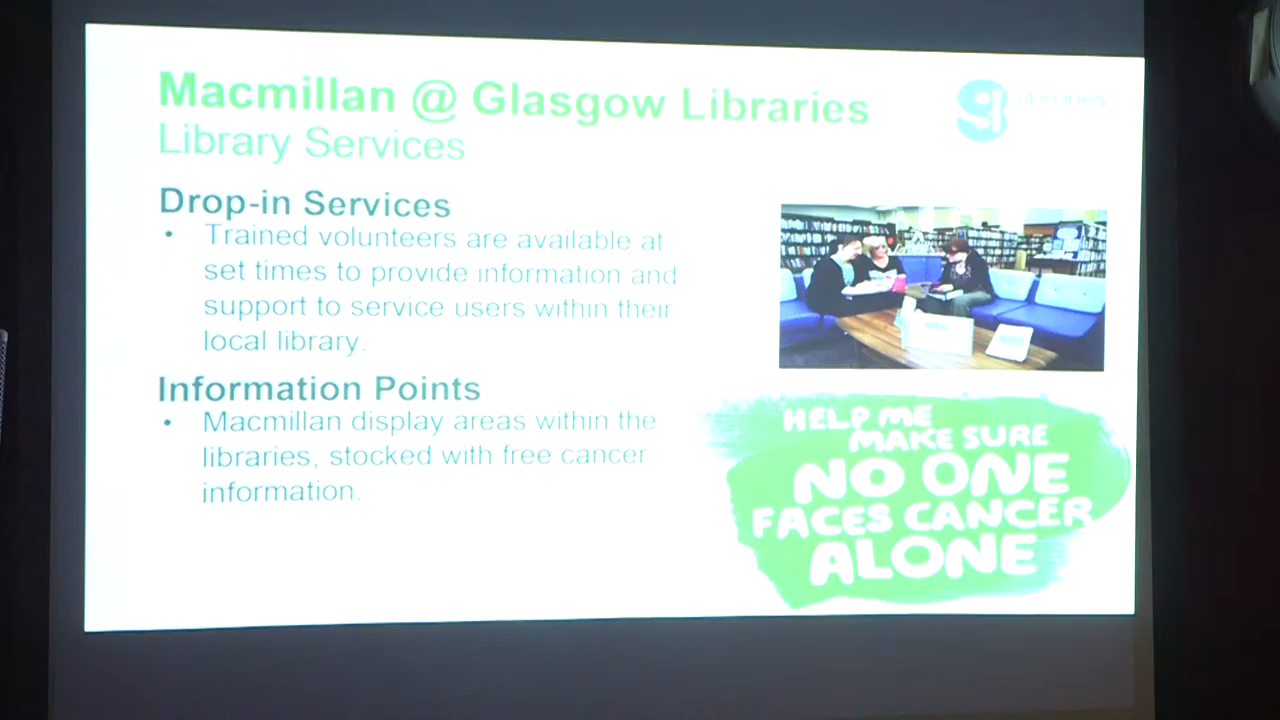 Macmillan @ Glasgow Libraries
Library Services
Drop-in Services
• Trained volunteers are available at
set times to provide information and
support to service users within their
local library.
Information Points
• Macmillan display areas within the
libraries, stocked with free cancer
information.
HELP ME
MAKE SURE
NO ONE
FACES CANCER
ALONE